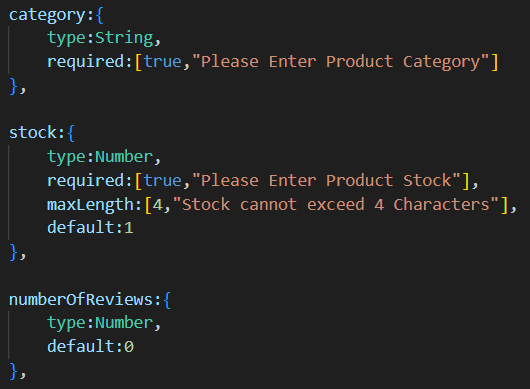 category:{
    type:String,
    required:[true,"Please Enter Product Category"]
},
stock:{
    type:Number,
    required:[true,"Please Enter Product Stock"],
    maxLength:[4,"Stock cannot exceed 4 Characters"],
    default:1
},
numberOfReviews:{
    type:Number,
    default:0
},